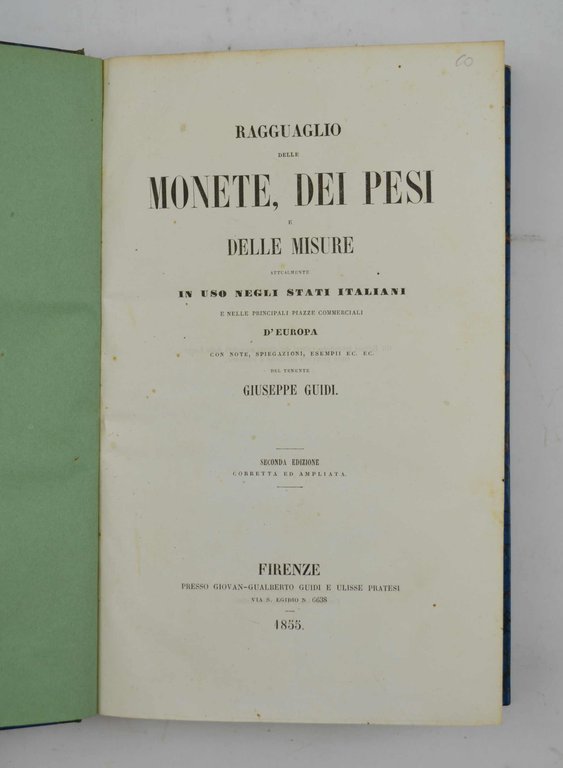 60
RAGGUAGLIO
DELLE
MONETE, DEI PESI
E
DELLE MISURE
ATTUALMENTE
IN USO NEGLI STATI ITALIANI
E NELLE PRINCIPALI PIAZZE COMMERCIALI
D'EUROPA
CON NOTE, SPIEGAZIONI, ESEMPII EC. EC.
DEL TENENTE
GIUSEPPE GUIDI.
SECONDA EDIZIONE
CORRETTA ED AMPLIATA.
FIRENZE
PRESSO GIOVAN-GUALBERTO GUIDI E ULISSE PRATESI
VIA S. EGIDIO N. 6638
1855.